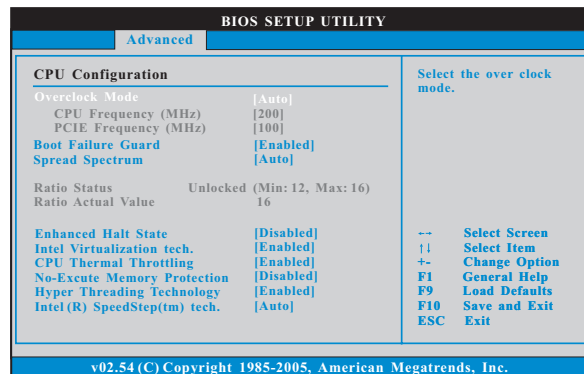 BIOS SETUP UTILITY
Advanced
CPU Configuration
Overclock Mode [Auto]
CPU Frequency (MHz) [200]
PCIE Frequency (MHz) [100]
Boot Failure Guard [Enabled]
Spread Spectrum [Auto]
Ratio Status Unlocked (Min: 12, Max: 16)
Ratio Actual Value 16
Enhanced Halt State [Disabled]
Intel Virtualization tech. [Enabled]
CPU Thermal Throttling [Enabled]
No-Excute Memory Protection [Disabled]
Hyper Threading Technology [Enabled]
Intel (R) SpeedStep(tm) tech. [Auto]
Select the over clock
mode.
←→ Select Screen
↑↓ Select Item
+- Change Option
F1 General Help
F9 Load Defaults
F10 Save and Exit
ESC Exit
v02.54 (C) Copyright 1985-2005, American Megatrends, Inc.